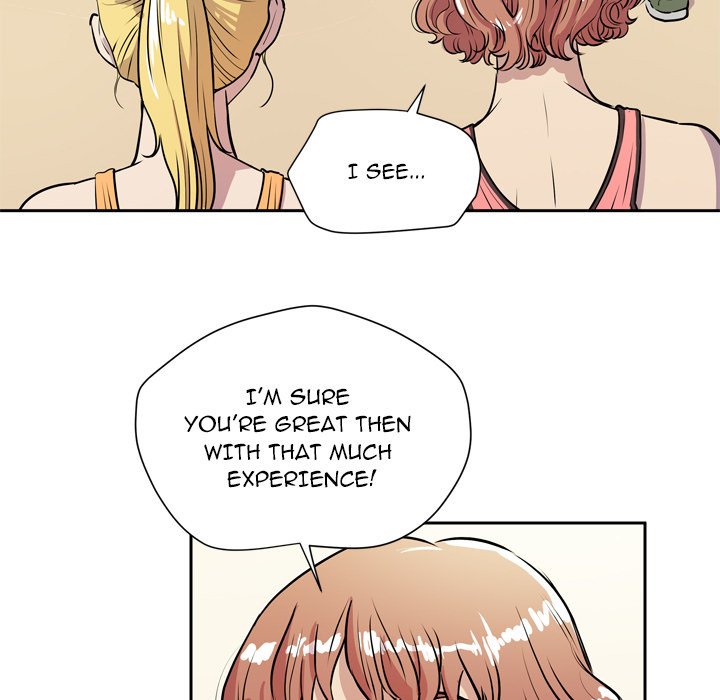 I SEE...
I'M SURE
YOU'RE GREAT THEN
WITH THAT MUCH
EXPERIENCE!